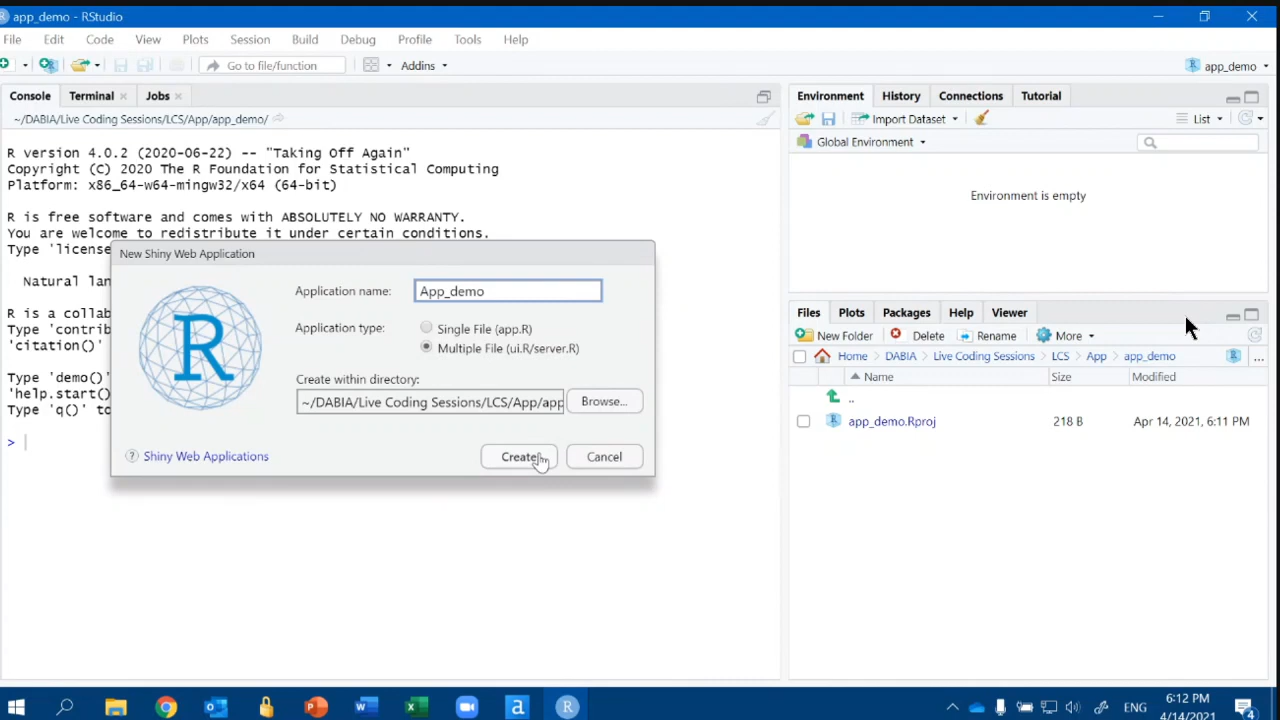 app_demo - RStudio
File Edit Code View Plots Session Build Debug Profile Tools Help
Go to file/function Addins app_demo
Console Terminal Jobs
~/DABIA/Live Coding Sessions/LCS/App/app_demo/
R version 4.0.2 (2020-06-22) -- "Taking Off Again"
Copyright (C) 2020 The R Foundation for Statistical Computing
Platform: x86_64-w64-mingw32/x64 (64-bit)
R is free software and comes with ABSOLUTELY NO WARRANTY.
You are welcome to redistribute it under certain conditions.
Type 'license
Natural lan
R is a collab
Type 'contrib
'citation()'
Type 'demo()'
'help.start()
Type 'q()' to
>
New Shiny Web Application
R
Application name: App_demo
Application type: Single File (app.R)
Multiple File (ui.R/server.R)
Create within directory:
~/DABIA/Live Coding Sessions/LCS/App/app Browse...
? Shiny Web Applications Create Cancel
Environment History Connections Tutorial
Import Dataset List
Global Environment
Environment is empty
Files Plots Packages Help Viewer
New Folder Delete Rename More
Home DABIA Live Coding Sessions LCS App app_demo ...
Name Size Modified
..
app_demo.Rproj 218 B Apr 14, 2021, 6:11 PM
ENG 6:12 PM
4/14/2021 4